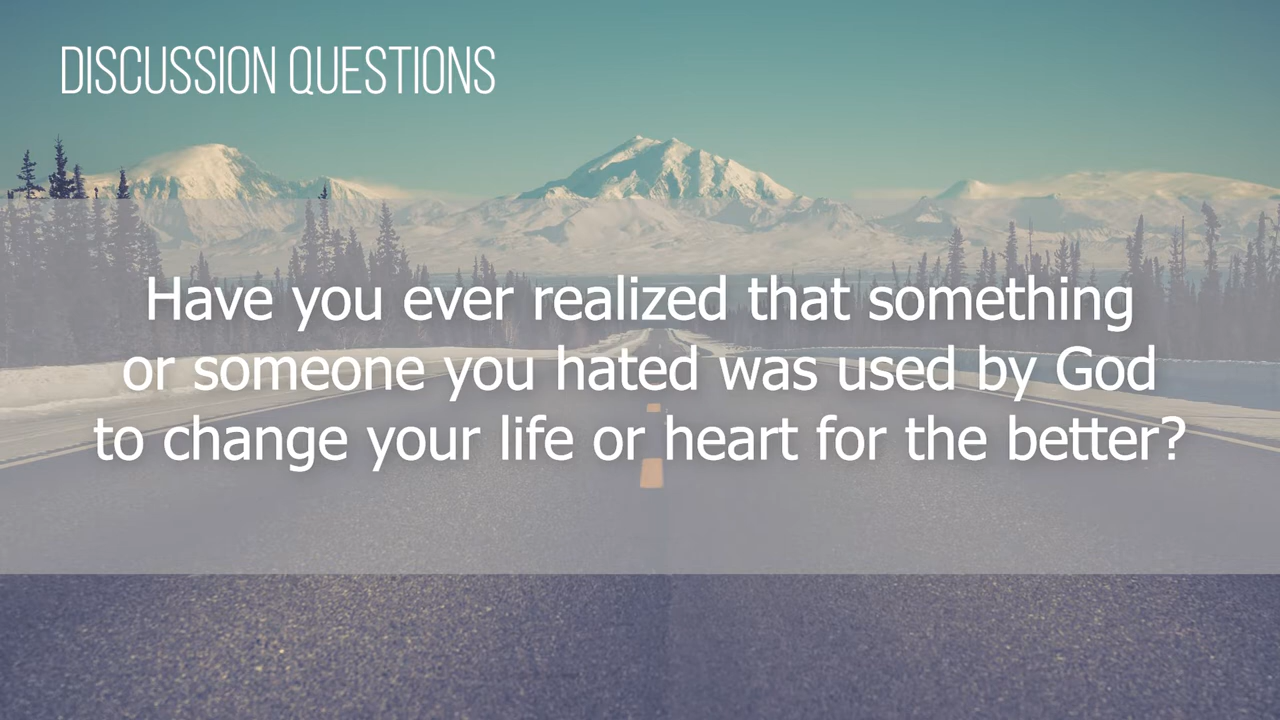 DISCUSSION QUESTIONS
Have you ever realized that something
or someone you hated was used by God
to change your life or heart for the better?